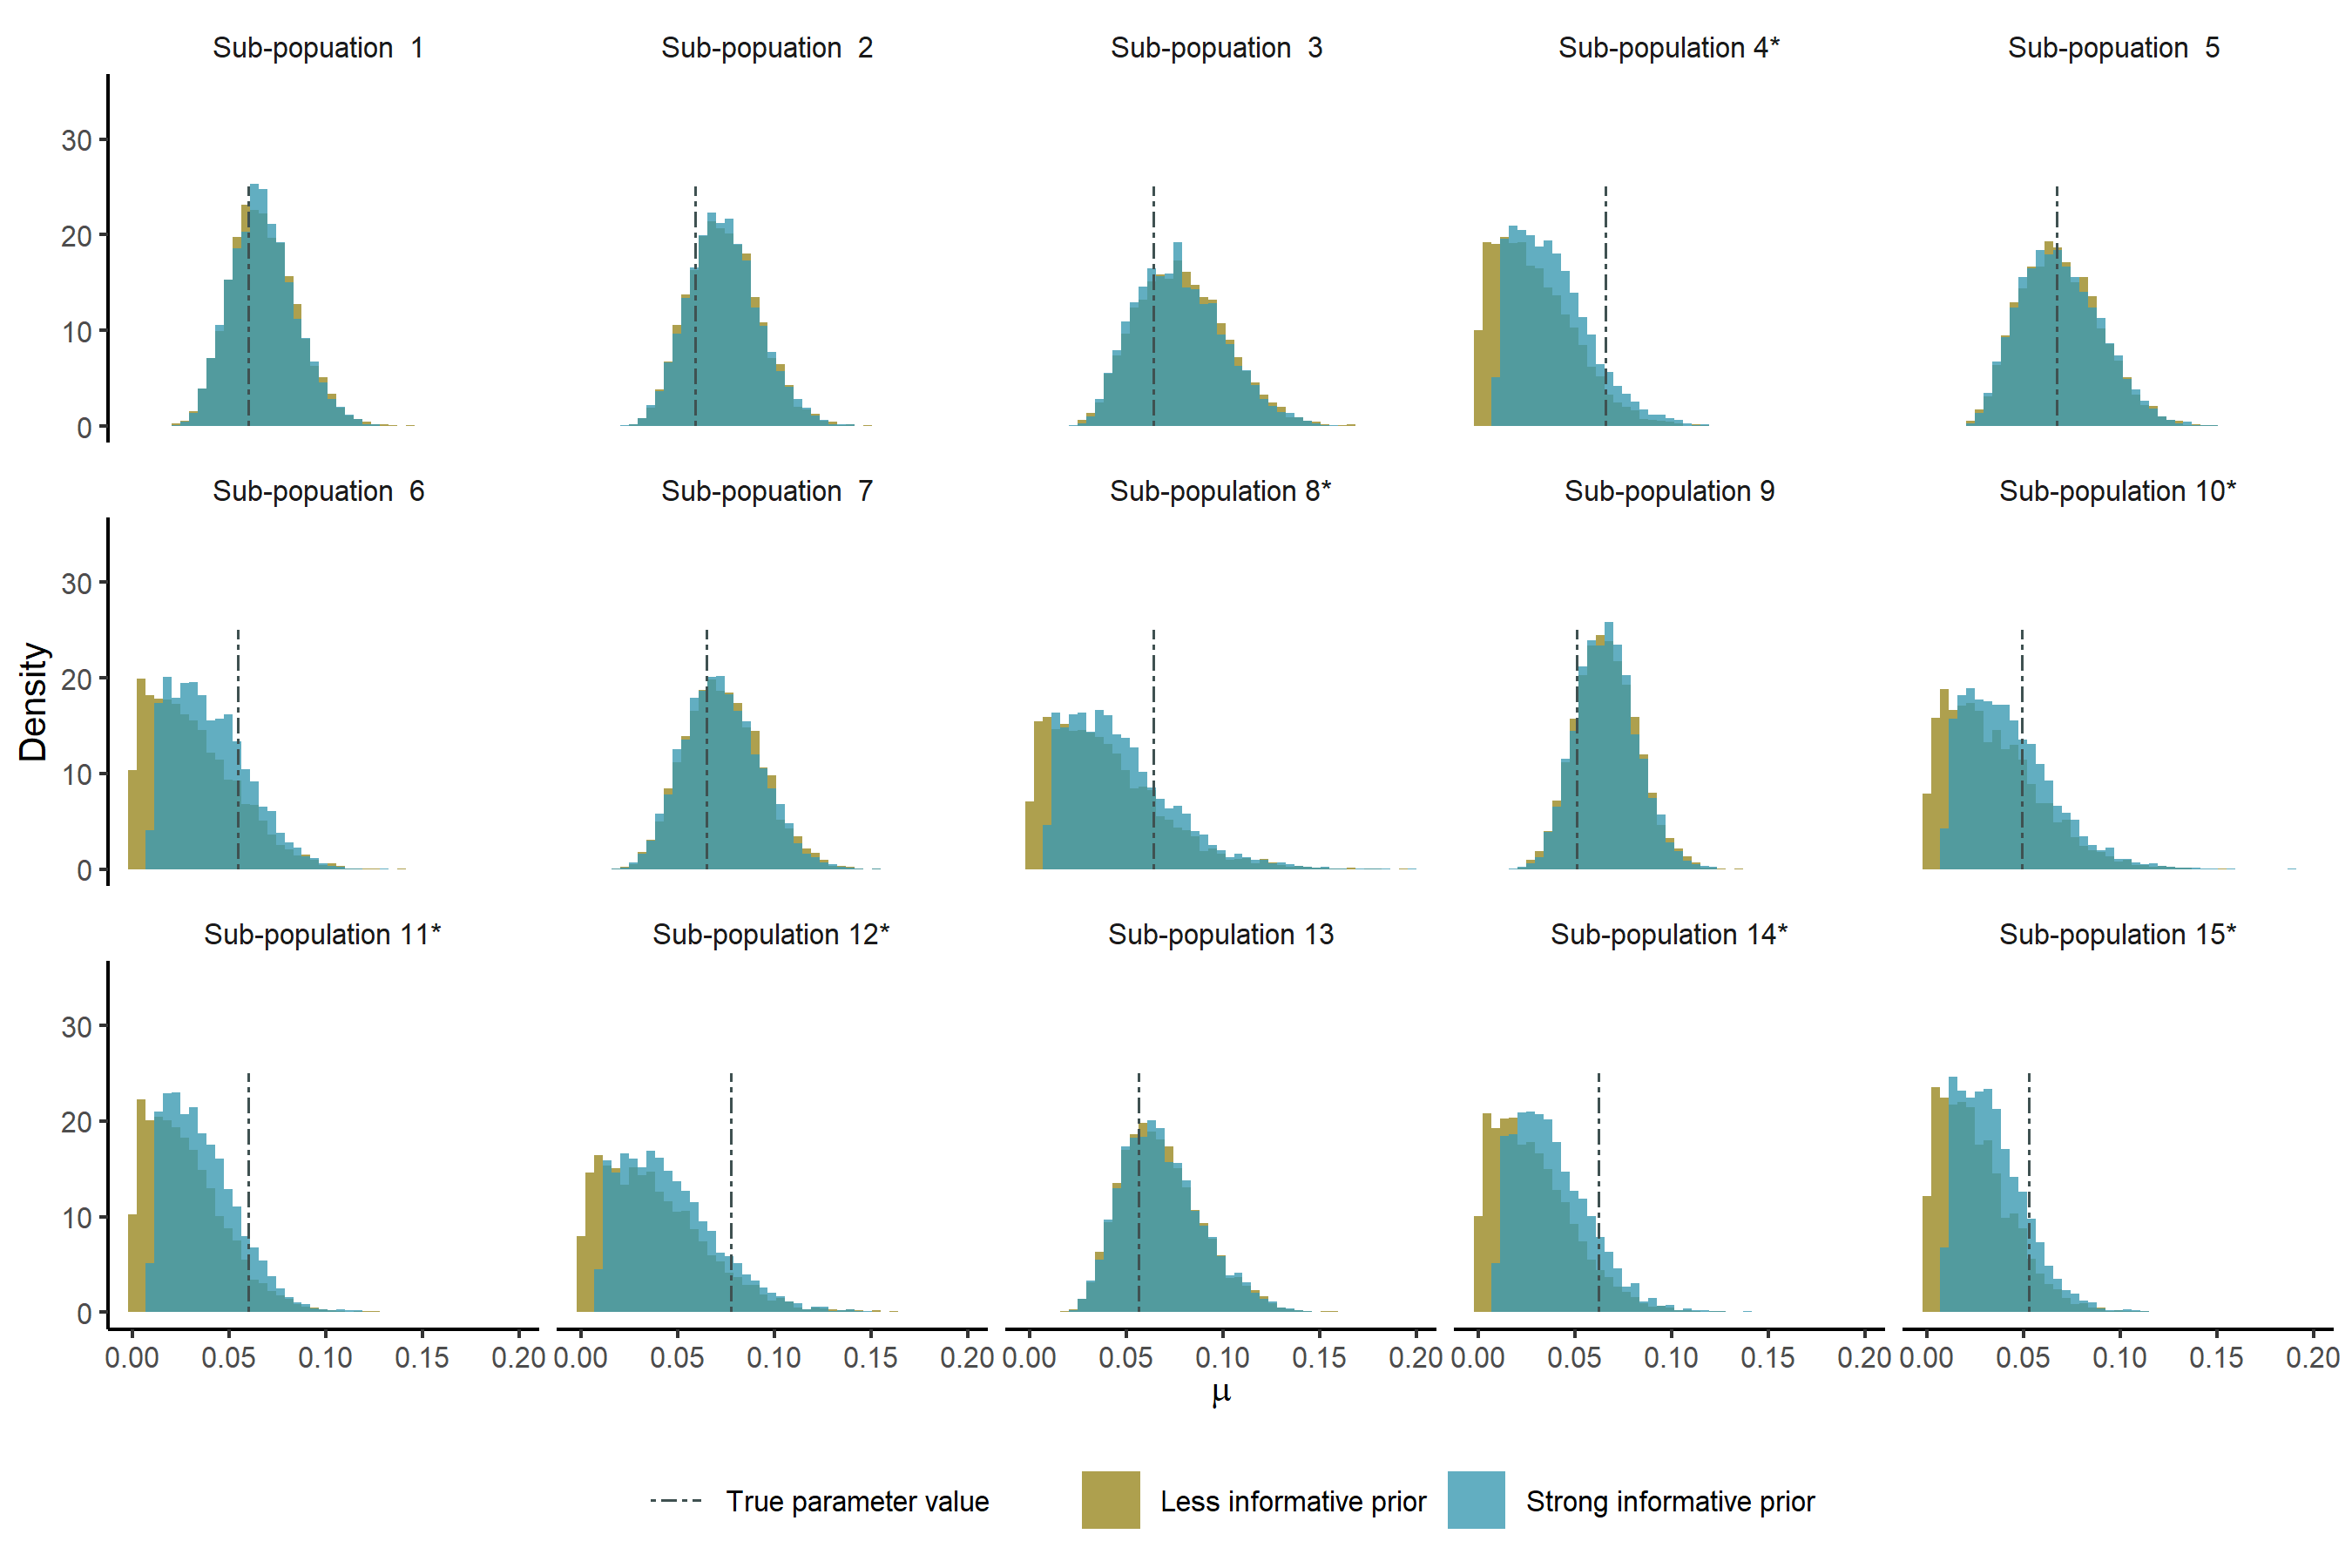 Sub-popuation  1
Sub-popuation  2
Sub-popuation  3
Sub-population 4*
Sub-popuation  5
30
20
10
0
Sub-popuation  6
Sub-popuation  7
Sub-population 8*
Sub-population 9
Sub-population 10*
30
20
10
0
Density
Sub-population 11*
Sub-population 12*
Sub-population 13
Sub-population 14*
Sub-population 15*
30
20
10
0
0.00 0.05 0.10 0.15 0.20 0.00 0.05 0.10 0.15 0.20 0.00 0.05 0.10 0.15 0.20 0.00 0.05 0.10 0.15 0.20 0.00 0.05 0.10 0.15 0.20
μ
True parameter value Less informative prior Strong informative prior